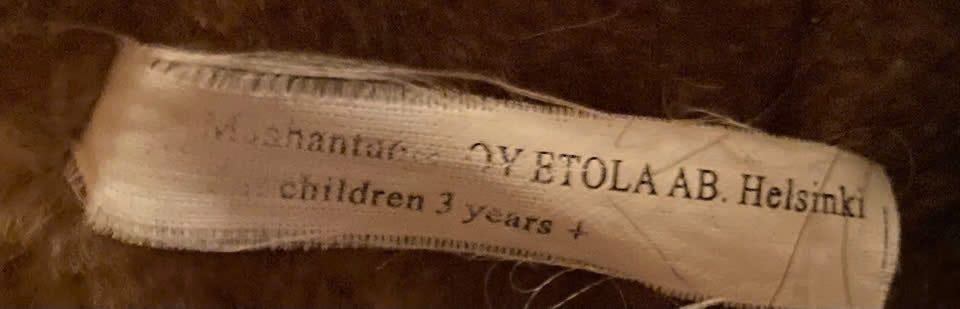 OY ETOLA AB. Helsinki
children 3 years +